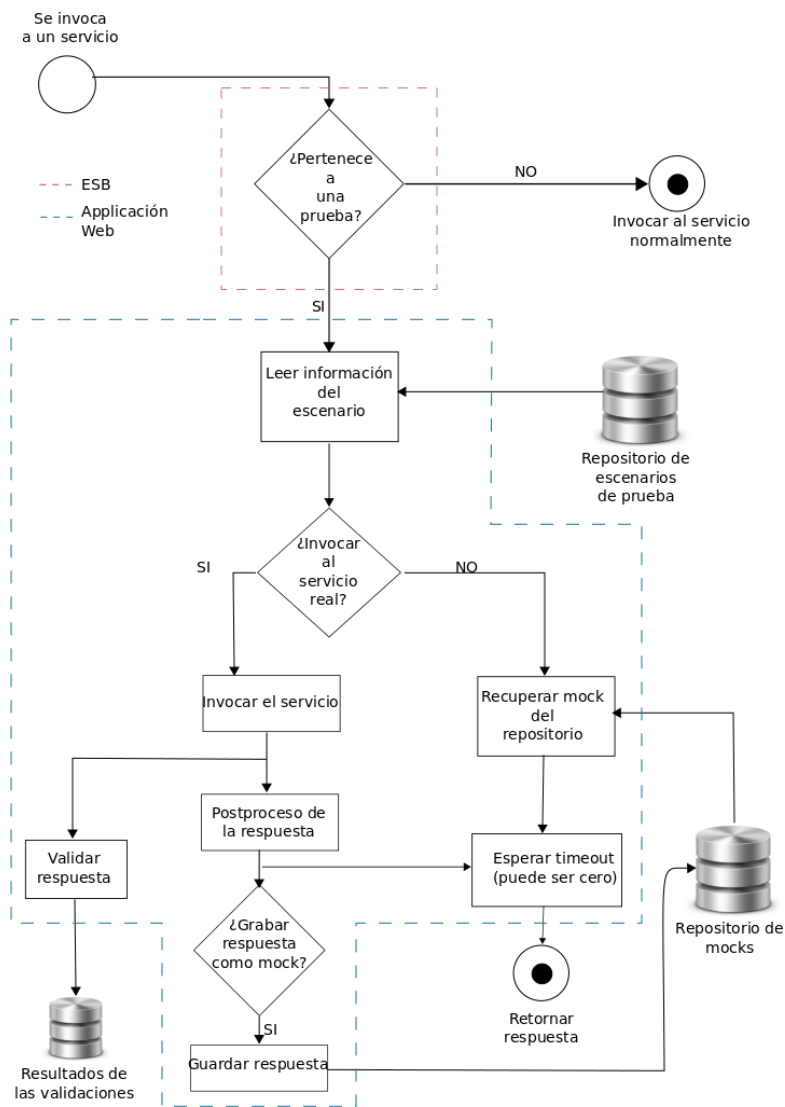 Se invoca
a un servicio
¿Pertenece
a
una
prueba?
NO
Invocar al servicio
normalmente
ESB
Applicación
Web
SI
Leer información
del
escenario
Repositorio de
escenarios
de prueba
¿Invocar
al
servicio
real?
SI
NO
Invocar el servicio
Recuperar mock
del
repositorio
Postproceso de
la respuesta
Validar
respuesta
Esperar timeout
(puede ser cero)
Repositorio de
mocks
¿Grabar
respuesta
como mock?
Retornar
respuesta
SI
Guardar respuesta
Resultados de
las validaciones